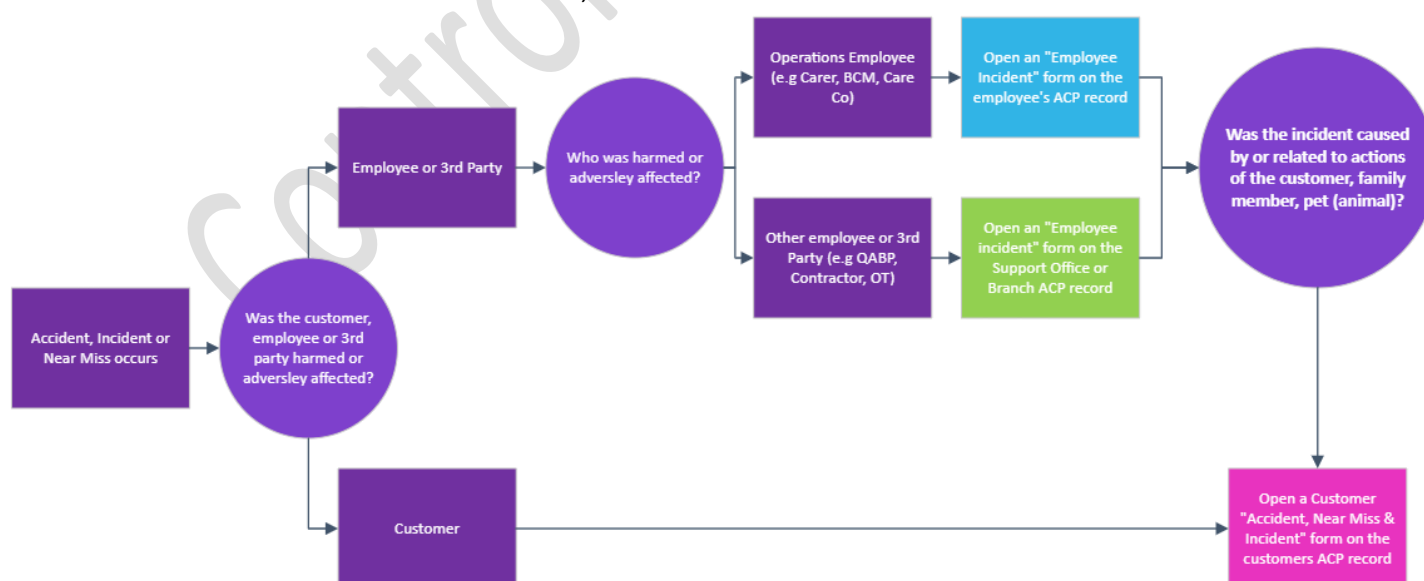 Operations Employee
(e.g Carer, BCM, Care
Co)
Open an "Employee
Incident" form on the
employee's ACP record
Employee or 3rd Party
Who was harmed or
adversley affected?
Was the incident caused
by or related to actions
of the customer, family
member, pet (animal)?
Other employee or 3rd
Party (e.g QABP,
Contractor, OT)
Open an "Employee
incident" form on the
Support Office or
Branch ACP record
Accident, Incident or
Near Miss occurs
Was the customer,
employee or 3rd
party harmed or
adversley affected?
Customer
Open a Customer
"Accident, Near Miss &
Incident" form on the
customers ACP record